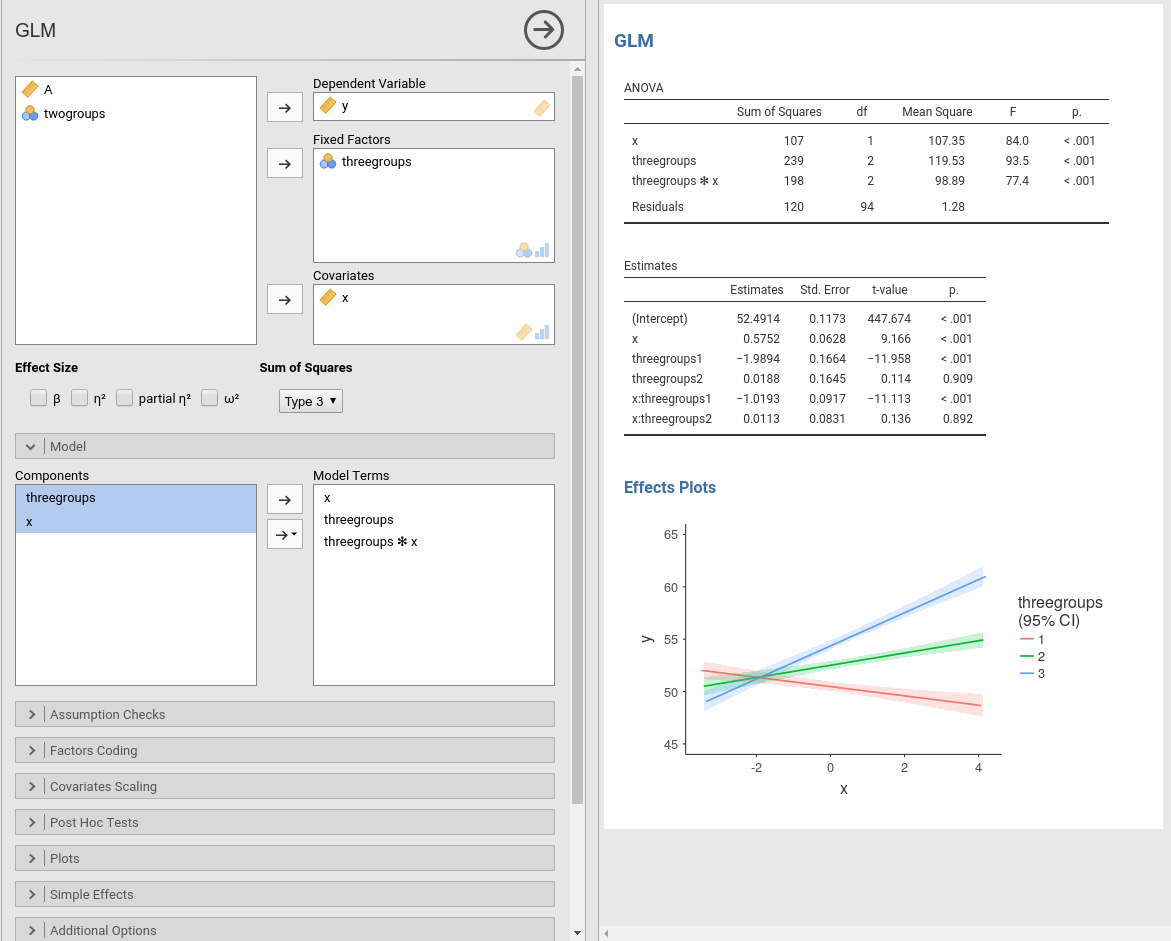 GLM
A
twogroups
Dependent Variable
y
Fixed Factors
threegroups
Covariates
x
Effect Size
Sum of Squares
β η² partial η² ω²
Type 3 ▼
Model
Components
Model Terms
threegroups
x
x
threegroups
threegroups ✻ x
Assumption Checks
Factors Coding
Covariates Scaling
Post Hoc Tests
Plots
Simple Effects
Additional Options
GLM
ANOVA
Sum of Squares df Mean Square F p.
x 107 1 107.35 84.0 < .001
threegroups 239 2 119.53 93.5 < .001
threegroups ✻ x 198 2 98.89 77.4 < .001
Residuals 120 94 1.28
Estimates
Estimates Std. Error t-value p.
(Intercept) 52.4914 0.1173 447.674 < .001
x 0.5752 0.0628 9.166 < .001
threegroups1 −1.9894 0.1664 −11.958 < .001
threegroups2 0.0188 0.1645 0.114 0.909
x:threegroups1 −1.0193 0.0917 −11.113 < .001
x:threegroups2 0.0113 0.0831 0.136 0.892
Effects Plots
65
60
55
50
45
y
-2 0 2 4
x
threegroups
(95% CI)
1
2
3